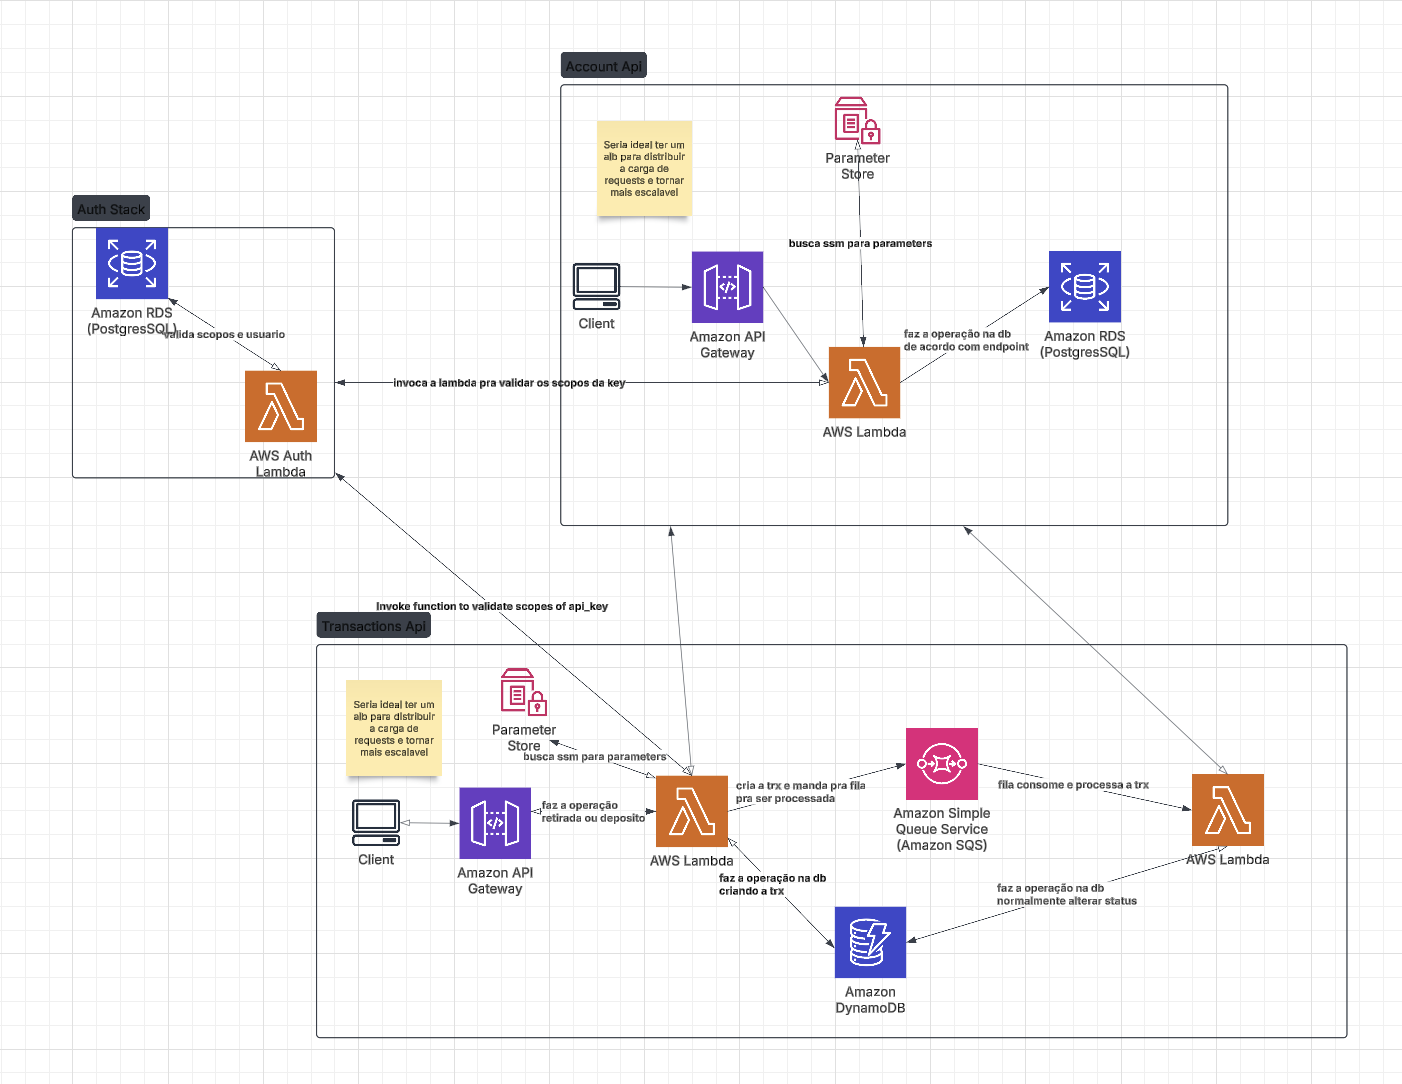 Account Api
Seria ideal ter um
alb para distribuir
a carga de
requests e tornar
mais escalavel
Parameter
Store
busca ssm para parameters
Client
Amazon API
Gateway
AWS Lambda
faz a operação na db
de acordo com endpoint
Amazon RDS
(PostgresSQL)
Auth Stack
Amazon RDS
(PostgresSQL)
valida scopos e usuario
AWS Auth
Lambda
invoca a lambda pra validar os scopos da key
Invoke function to validate scopes of api_key
Transactions Api
Seria ideal ter um
alb para distribuir
a carga de
requests e tornar
mais escalavel
Parameter
Store
busca ssm para parameters
Client
Amazon API
Gateway
faz a operação
retirada ou deposito
AWS Lambda
cria a trx e manda pra fila
pra ser processada
Amazon Simple
Queue Service
(Amazon SQS)
fila consome e processa a trx
AWS Lambda
faz a operação na db
criando a trx
faz a operação na db
normalmente alterar status
Amazon
DynamoDB